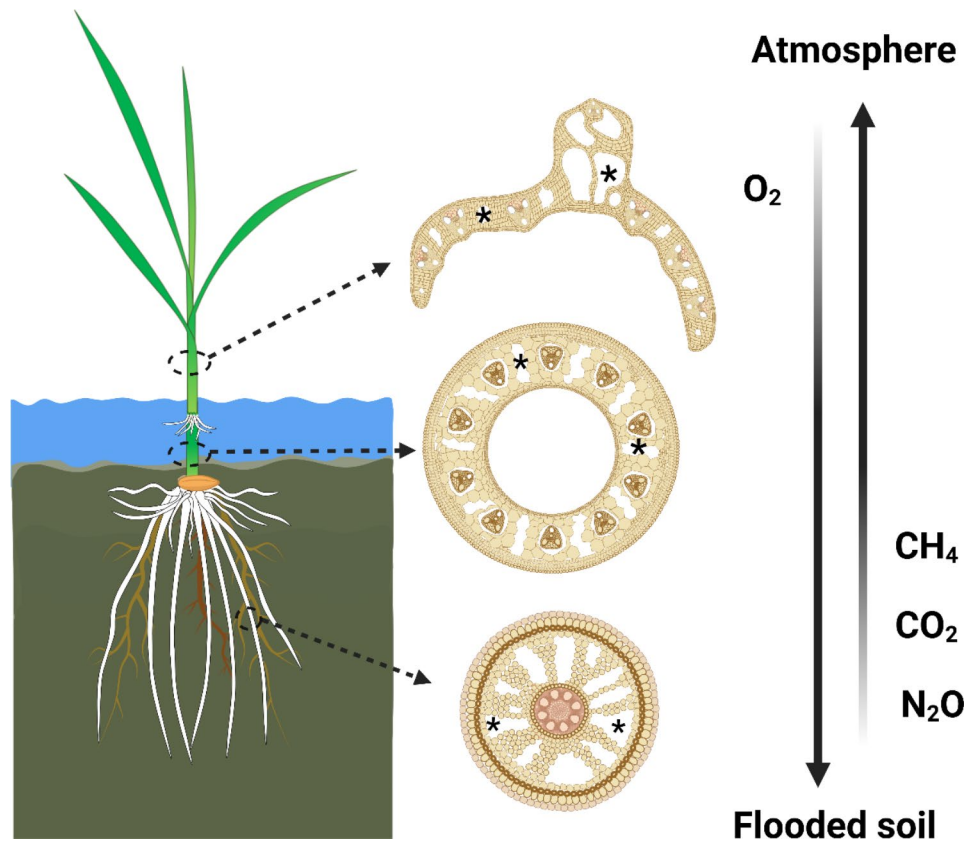 Atmosphere
O₂
CH₄
CO₂
N₂O
Flooded soil
*
*
*
*
*
*